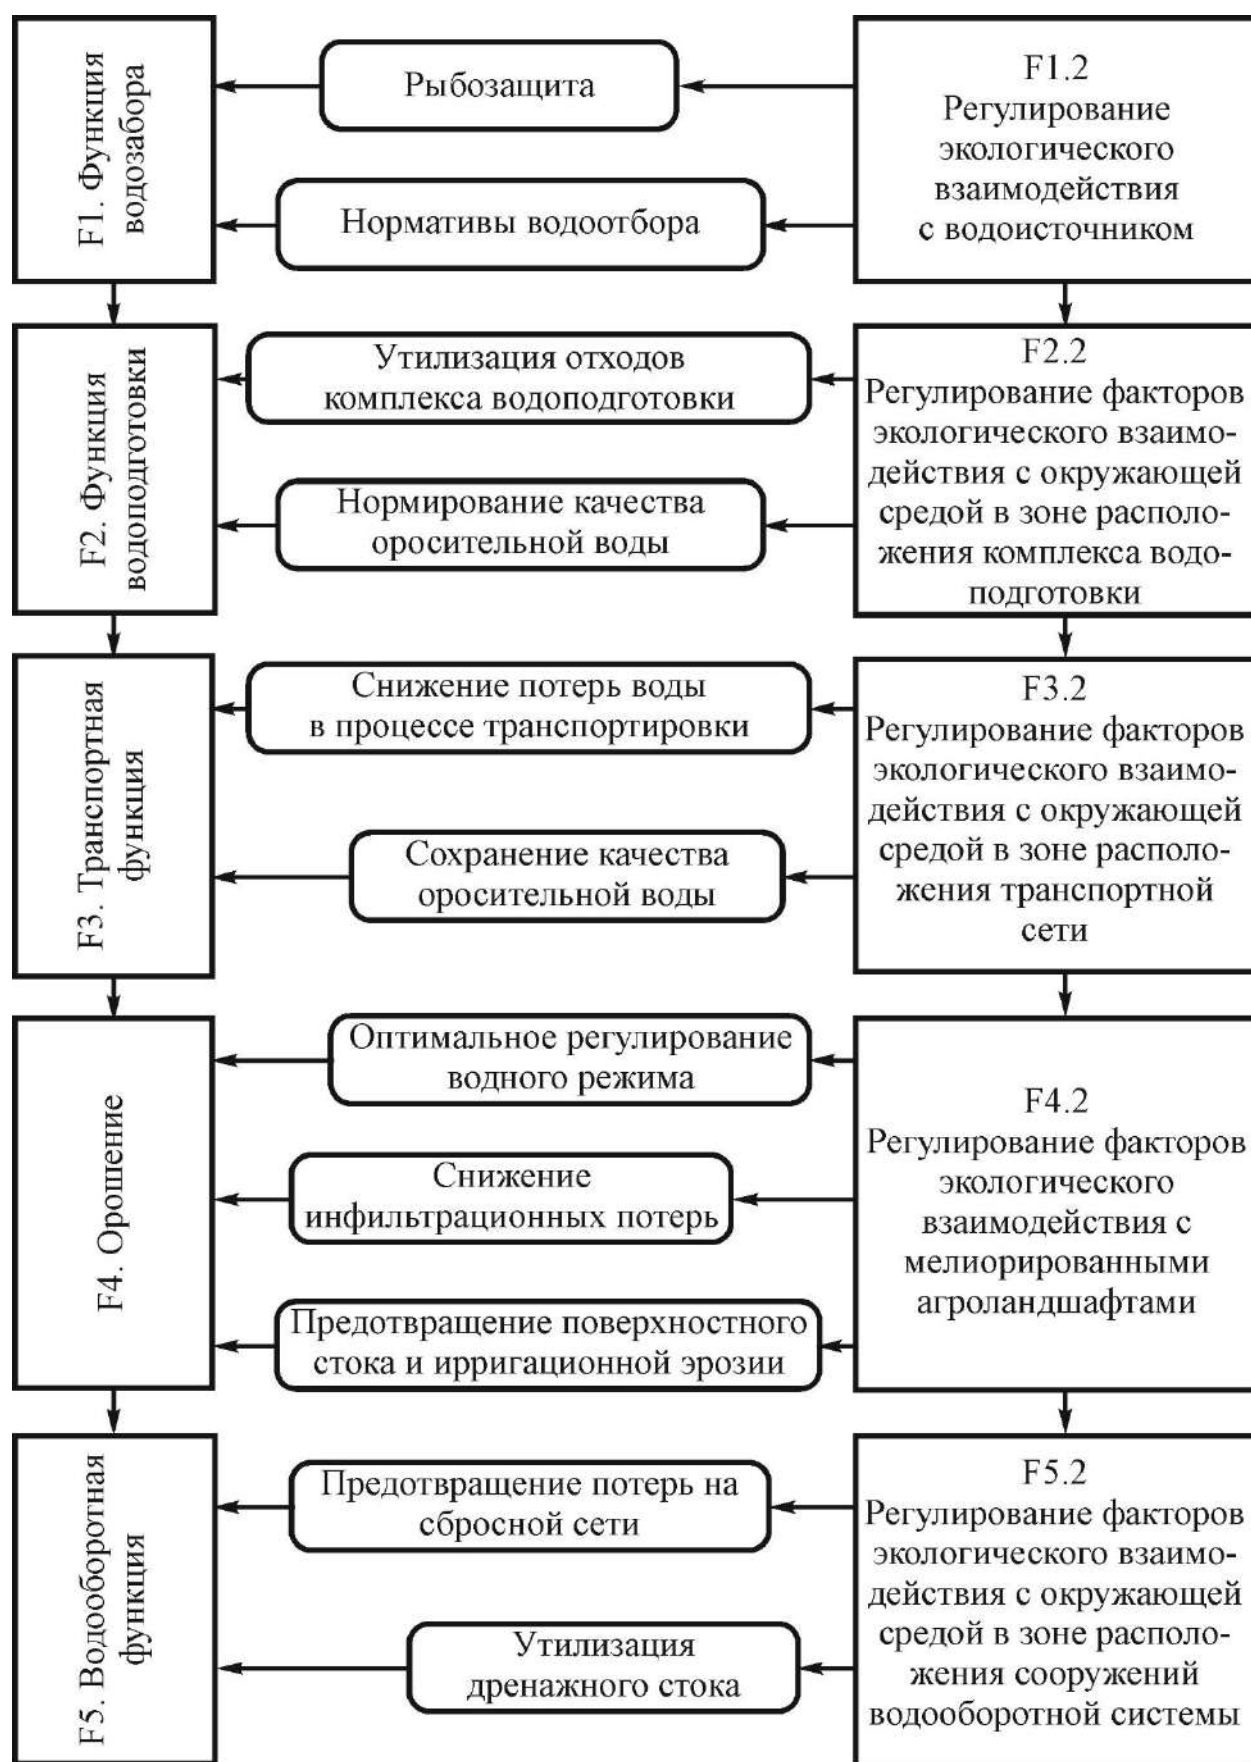 F1. Функция
водозабора
Рыбозащита
Нормативы водоотбора
F1.2
Регулирование
экологического
взаимодействия
с водоисточником
F2. Функция
водоподготовки
Утилизация отходов
комплекса водоподготовки
Нормирование качества
оросительной воды
F2.2
Регулирование факторов
экологического взаимо-
действия с окружающей
средой в зоне располо-
жения комплекса водо-
подготовки
F3. Транспортная
функция
Снижение потерь воды
в процессе транспортировки
Сохранение качества
оросительной воды
F3.2
Регулирование факторов
экологического взаимо-
действия с окружающей
средой в зоне располо-
жения транспортной
сети
F4. Орошение
Оптимальное регулирование
водного режима
Снижение
инфильтрационных потерь
Предотвращение поверхностного
стока и ирригационной эрозии
F4.2
Регулирование факторов
экологического
взаимодействия с
мелиорированными
агроландшафтами
F5. Водооборотная
функция
Предотвращение потерь на
сбросной сети
Утилизация
дренажного стока
F5.2
Регулирование факторов
экологического взаимо-
действия с окружающей
средой в зоне располо-
жения сооружений
водооборотной системы